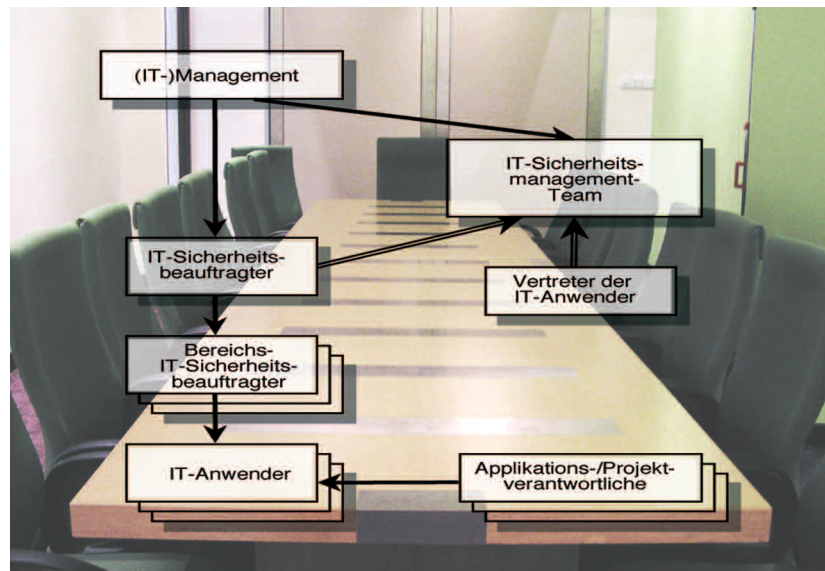 (IT-)Management
IT-Sicherheits-
management-
Team
IT-Sicherheits-
beauftragter
Vertreter der
IT-Anwender
Bereichs-
IT-Sicherheits-
beauftragter
IT-Anwender
Applikations-/Projekt-
verantwortliche